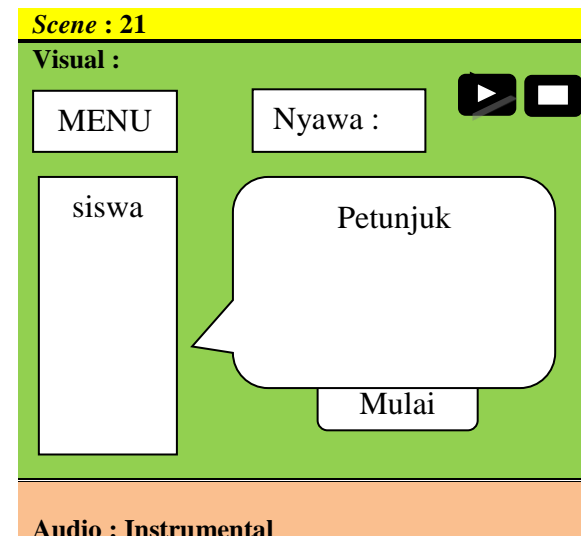 Scene : 21
Visual :
MENU
Nyawa :
siswa
Petunjuk
Mulai
Audio : Instrumental